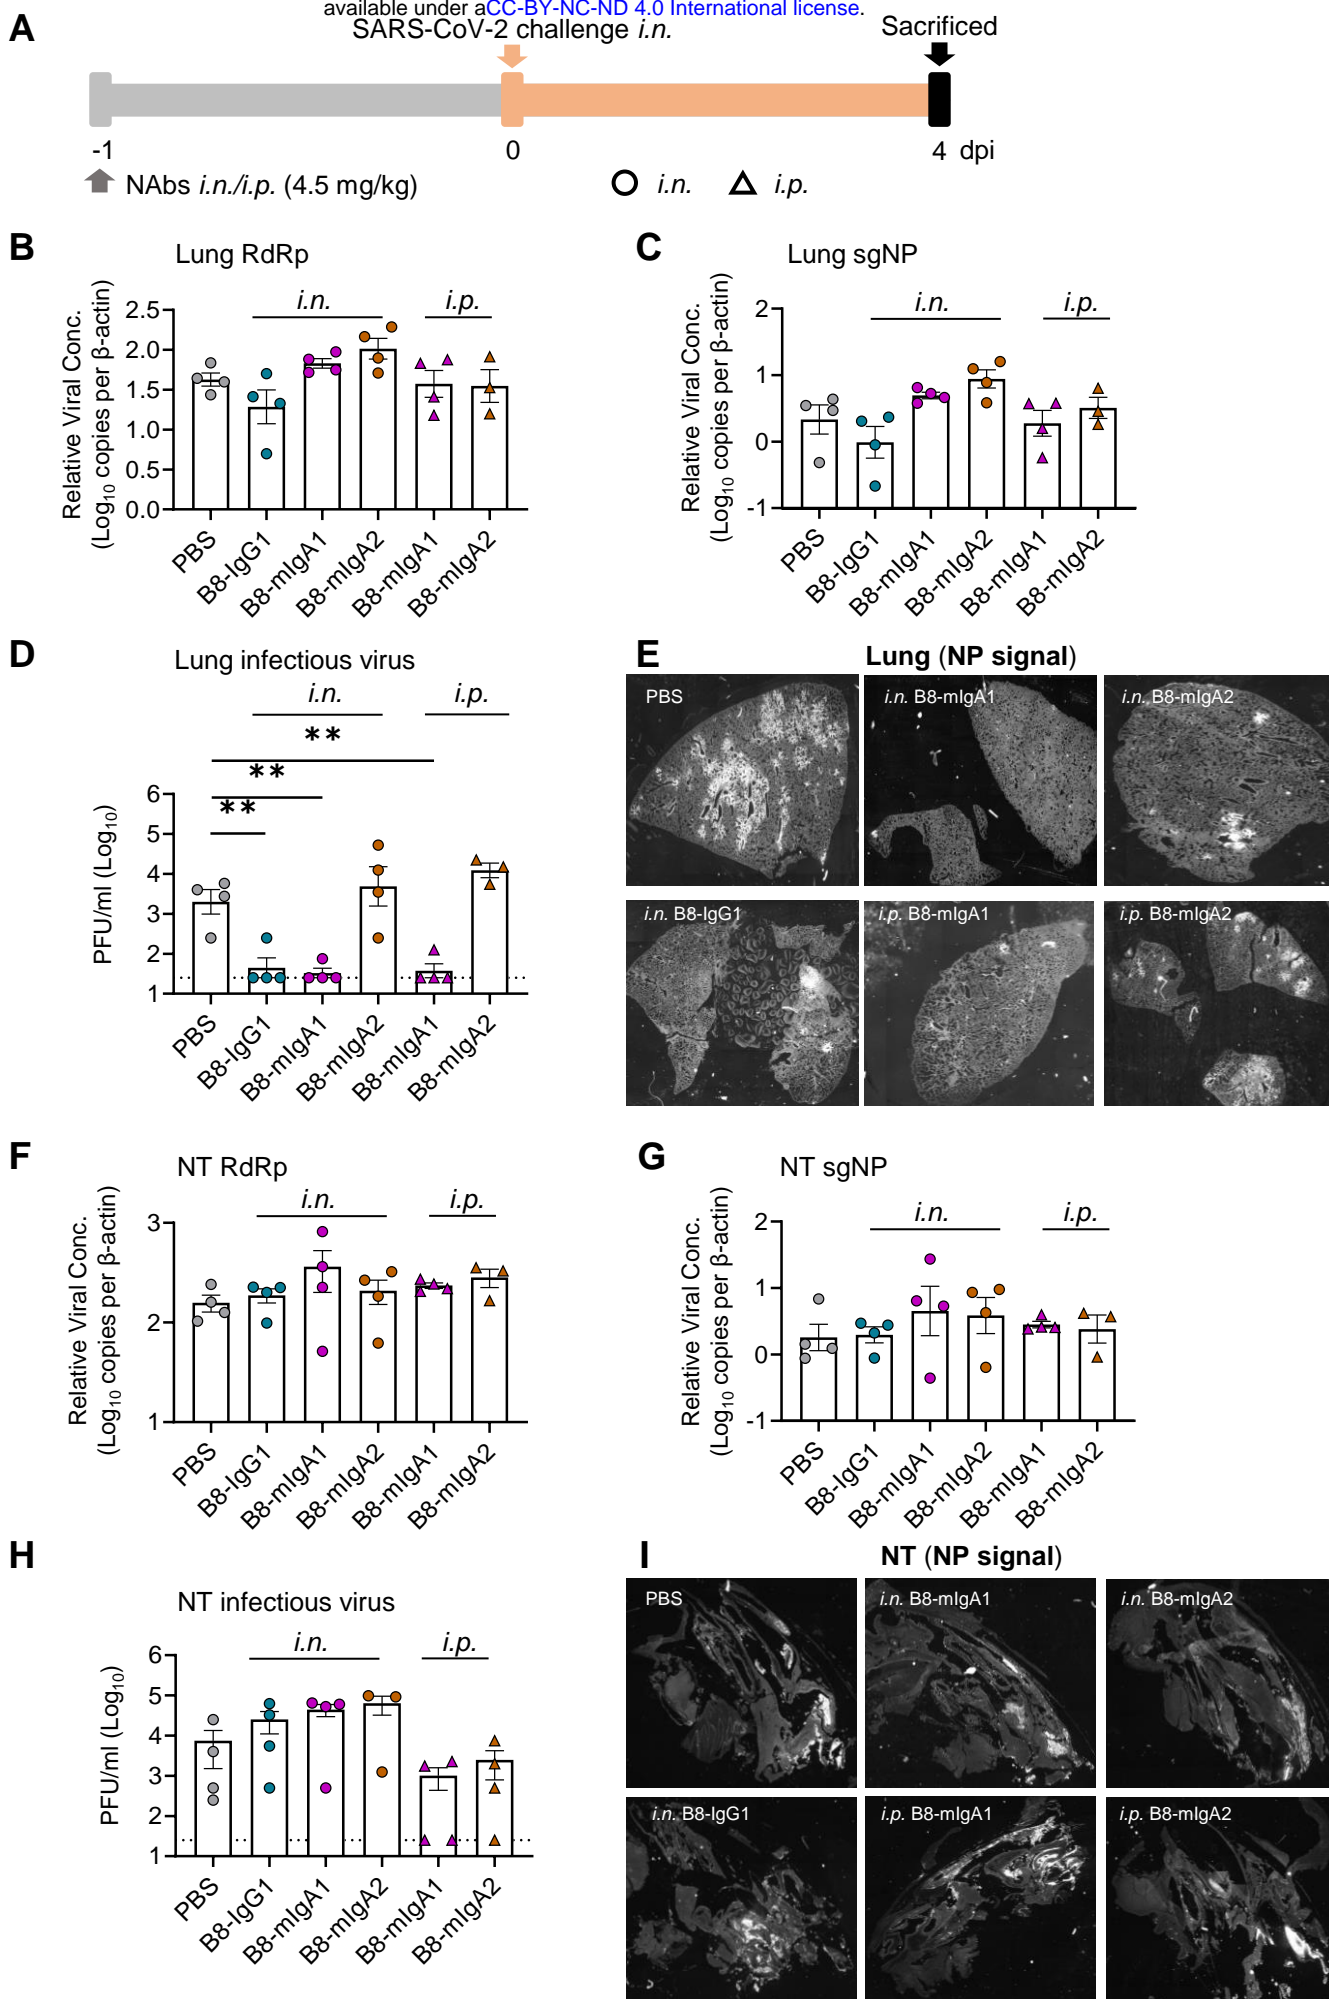 available under aCC-BY-NC-ND 4.0 International license.
A
SARS-CoV-2 challenge i.n.
Sacrificed
-1
0
4 dpi
NAbs i.n./i.p. (4.5 mg/kg)
i.n.
i.p.
B
Lung RdRp
Relative Viral Conc.
(Log10 copies per β-actin)
i.n.
i.p.
2.5
2.0
1.5
1.0
0.5
0.0
PBS
B8-IgG1
B8-mIgA1
B8-mIgA2
B8-mIgA1
B8-mIgA2
C
Lung sgNP
Relative Viral Conc.
(Log10 copies per β-actin)
i.n.
i.p.
2
1
0
-1
PBS
B8-IgG1
B8-mIgA1
B8-mIgA2
B8-mIgA1
B8-mIgA2
D
Lung infectious virus
i.n.
i.p.
**
**
**
PFU/ml (Log10)
6
5
4
3
2
1
PBS
B8-IgG1
B8-mIgA1
B8-mIgA2
B8-mIgA1
B8-mIgA2
E
Lung (NP signal)
PBS
i.n. B8-mIgA1
i.n. B8-mIgA2
i.n. B8-IgG1
i.p. B8-mIgA1
i.p. B8-mIgA2
F
NT RdRp
Relative Viral Conc.
(Log10 copies per β-actin)
i.n.
i.p.
3
2
1
PBS
B8-IgG1
B8-mIgA1
B8-mIgA2
B8-mIgA1
B8-mIgA2
G
NT sgNP
Relative Viral Conc.
(Log10 copies per β-actin)
i.n.
i.p.
2
1
0
-1
PBS
B8-IgG1
B8-mIgA1
B8-mIgA2
B8-mIgA1
B8-mIgA2
H
NT infectious virus
PFU/ml (Log10)
i.n.
i.p.
6
5
4
3
2
1
PBS
B8-IgG1
B8-mIgA1
B8-mIgA2
B8-mIgA1
B8-mIgA2
I
NT (NP signal)
PBS
i.n. B8-mIgA1
i.n. B8-mIgA2
i.n. B8-IgG1
i.p. B8-mIgA1
i.p. B8-mIgA2